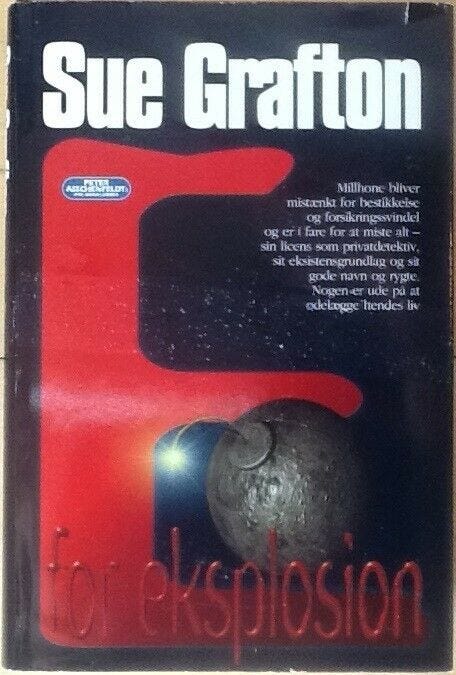 Sue Grafton
PETER
ASSCHENFELDT'S
Millhone bliver
mistænkt for bestikkelse
og forsikringssvindel
og er i fare for at miste alt –
sin licens som privatdetektiv,
sit eksistensgrundlag og sit
gode navn og rygte.
Nogen er ude på at
ødelægge hendes liv
E
for eksplosion